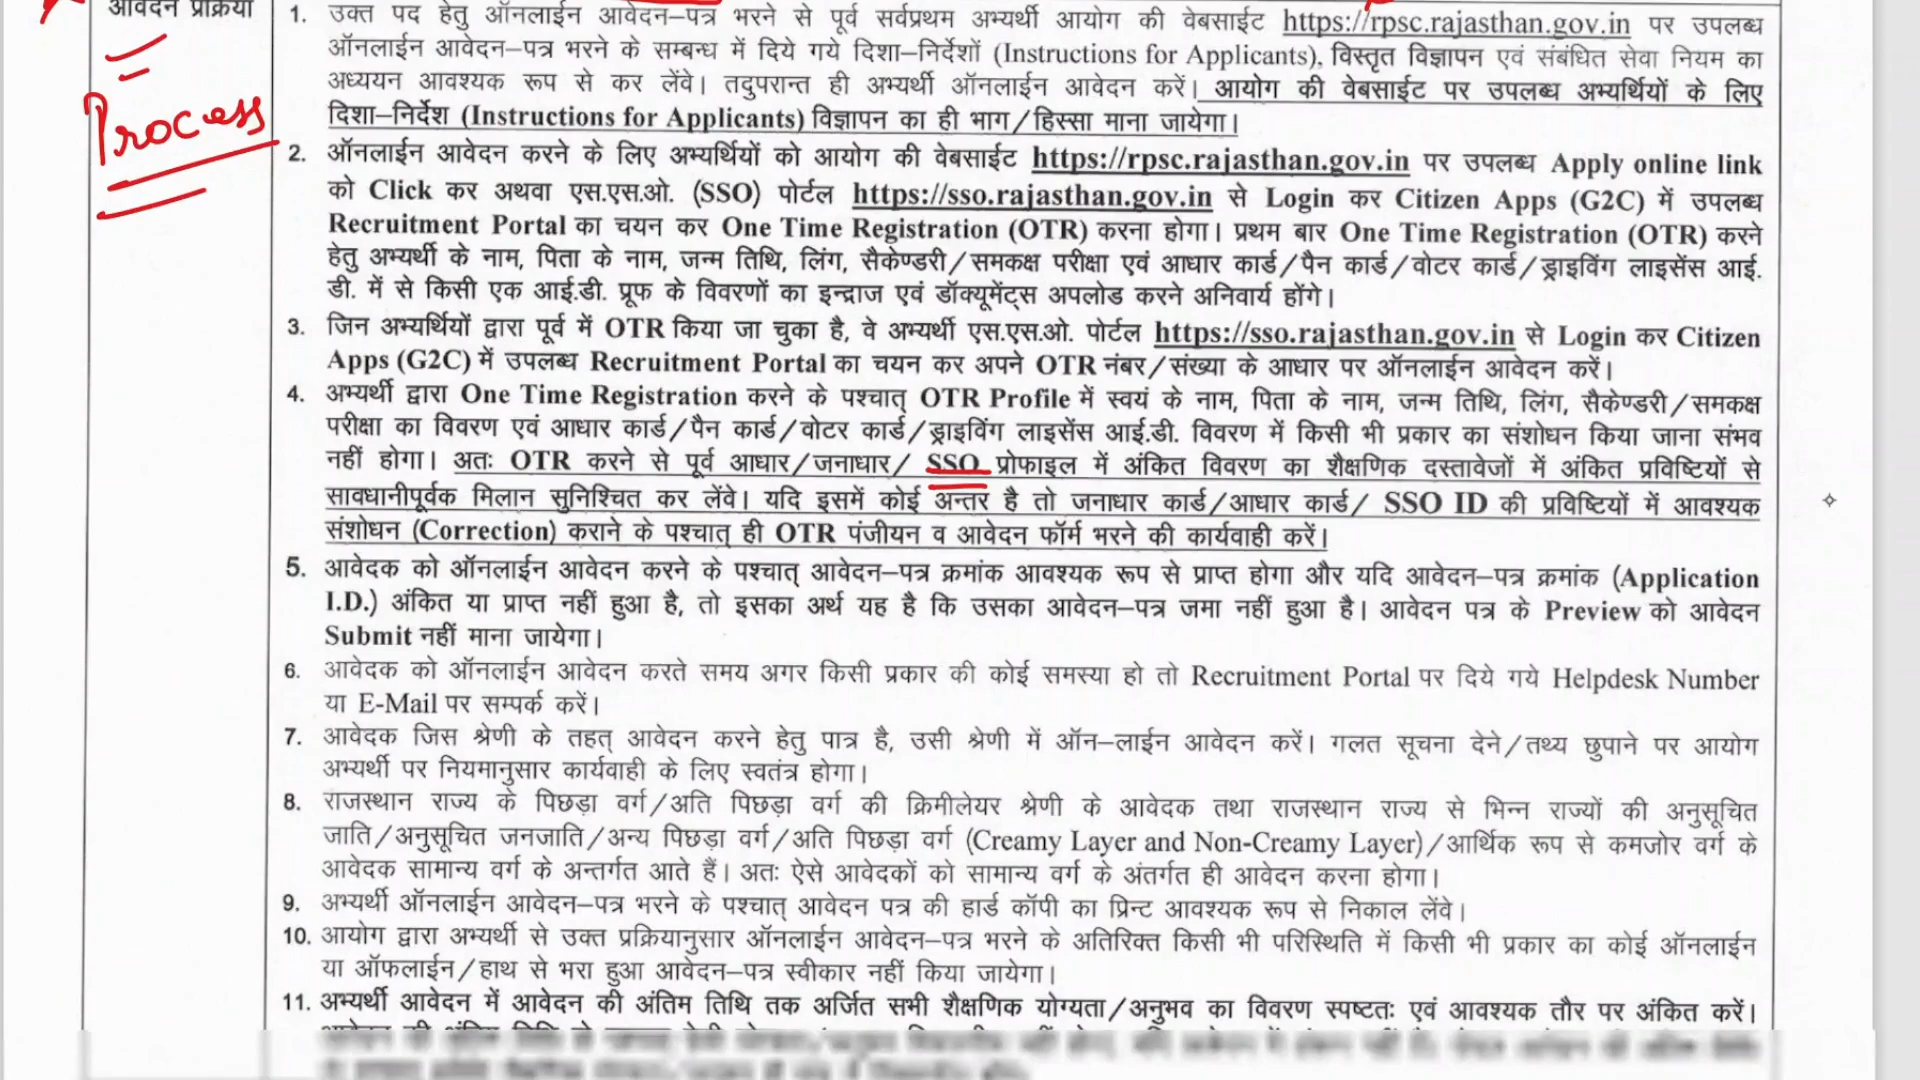 आवेदन प्रक्रिया
Process
1. उक्त पद हेतु ऑनलाईन आवेदन–पत्र भरने से पूर्व सर्वप्रथम अभ्यर्थी आयोग की वेबसाईट https://rpsc.rajasthan.gov.in पर उपलब्ध
ऑनलाईन आवेदन–पत्र भरने के सम्बन्ध में दिये गये दिशा–निर्देशों (Instructions for Applicants), विस्तृत विज्ञापन एवं संबंधित सेवा नियम का
अध्ययन आवश्यक रूप से कर लेंवे। तदुपरान्त ही अभ्यर्थी ऑनलाईन आवेदन करें। आयोग की वेबसाईट पर उपलब्ध अभ्यर्थियों के लिए
दिशा–निर्देश (Instructions for Applicants) विज्ञापन का ही भाग/हिस्सा माना जायेगा।
2. ऑनलाईन आवेदन करने के लिए अभ्यर्थियों को आयोग की वेबसाईट https://rpsc.rajasthan.gov.in पर उपलब्ध Apply online link
को Click कर अथवा एस.एस.ओ. (SSO) पोर्टल https://sso.rajasthan.gov.in से Login कर Citizen Apps (G2C) में उपलब्ध
Recruitment Portal का चयन कर One Time Registration (OTR) करना होगा। प्रथम बार One Time Registration (OTR) करने
हेतु अभ्यर्थी के नाम, पिता के नाम, जन्म तिथि, लिंग, सैकेण्डरी/समकक्ष परीक्षा एवं आधार कार्ड/पैन कार्ड/वोटर कार्ड/ड्राइविंग लाइसेंस आई.
डी. में से किसी एक आई.डी. प्रूफ के विवरणों का इन्द्राज एवं डॉक्यूमेंट्स अपलोड करने अनिवार्य होंगे।
3. जिन अभ्यर्थियों द्वारा पूर्व में OTR किया जा चुका है, वे अभ्यर्थी एस.एस.ओ. पोर्टल https://sso.rajasthan.gov.in से Login कर Citizen
Apps (G2C) में उपलब्ध Recruitment Portal का चयन कर अपने OTR नंबर/संख्या के आधार पर ऑनलाईन आवेदन करें।
4. अभ्यर्थी द्वारा One Time Registration करने के पश्चात् OTR Profile में स्वयं के नाम, पिता के नाम, जन्म तिथि, लिंग, सैकेण्डरी/समकक्ष
परीक्षा का विवरण एवं आधार कार्ड/पैन कार्ड/वोटर कार्ड/ड्राइविंग लाइसेंस आई.डी. विवरण में किसी भी प्रकार का संशोधन किया जाना संभव
नहीं होगा। अतः OTR करने से पूर्व आधार/जनाधार/ SSO प्रोफाइल में अंकित विवरण का शैक्षणिक दस्तावेजों में अंकित प्रविष्टियों से
सावधानीपूर्वक मिलान सुनिश्चित कर लेंवे। यदि इसमें कोई अन्तर है तो जनाधार कार्ड/आधार कार्ड/ SSO ID की प्रविष्टियों में आवश्यक
संशोधन (Correction) कराने के पश्चात् ही OTR पंजीयन व आवेदन फॉर्म भरने की कार्यवाही करें।
5. आवेदक को ऑनलाईन आवेदन करने के पश्चात् आवेदन–पत्र क्रमांक आवश्यक रूप से प्राप्त होगा और यदि आवेदन–पत्र क्रमांक (Application
I.D.) अंकित या प्राप्त नहीं हुआ है, तो इसका अर्थ यह है कि उसका आवेदन–पत्र जमा नहीं हुआ है। आवेदन पत्र के Preview को आवेदन
Submit नहीं माना जायेगा।
6. आवेदक को ऑनलाईन आवेदन करते समय अगर किसी प्रकार की कोई समस्या हो तो Recruitment Portal पर दिये गये Helpdesk Number
या E-Mail पर सम्पर्क करें।
7. आवेदक जिस श्रेणी के तहत् आवेदन करने हेतु पात्र है, उसी श्रेणी में ऑन–लाईन आवेदन करें। गलत सूचना देने/तथ्य छुपाने पर आयोग
अभ्यर्थी पर नियमानुसार कार्यवाही के लिए स्वतंत्र होगा।
8. राजस्थान राज्य के पिछड़ा वर्ग/अति पिछड़ा वर्ग की क्रिमीलेयर श्रेणी के आवेदक तथा राजस्थान राज्य से भिन्न राज्यों की अनुसूचित
जाति/अनुसूचित जनजाति/अन्य पिछड़ा वर्ग/अति पिछड़ा वर्ग (Creamy Layer and Non-Creamy Layer)/आर्थिक रूप से कमजोर वर्ग के
आवेदक सामान्य वर्ग के अन्तर्गत आते हैं। अतः ऐसे आवेदकों को सामान्य वर्ग के अंतर्गत ही आवेदन करना होगा।
9. अभ्यर्थी ऑनलाईन आवेदन–पत्र भरने के पश्चात् आवेदन पत्र की हार्ड कॉपी का प्रिन्ट आवश्यक रूप से निकाल लेंवे।
10. आयोग द्वारा अभ्यर्थी से उक्त प्रक्रियानुसार ऑनलाईन आवेदन–पत्र भरने के अतिरिक्त किसी भी परिस्थिति में किसी भी प्रकार का कोई ऑनलाईन
या ऑफलाईन/हाथ से भरा हुआ आवेदन–पत्र स्वीकार नहीं किया जायेगा।
11. अभ्यर्थी आवेदन में आवेदन की अंतिम तिथि तक अर्जित सभी शैक्षणिक योग्यता/अनुभव का विवरण स्पष्टतः एवं आवश्यक तौर पर अंकित करें।